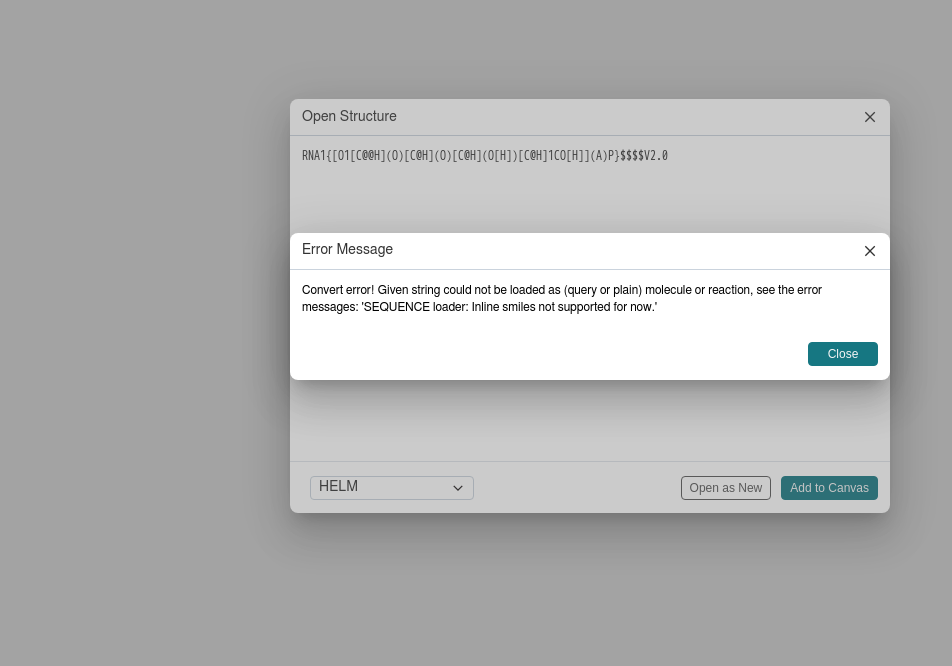 Open Structure
RNA1{[O1[C@@H](O)[C@H](O)[C@H](O[H])[C@H]1CO[H]](A)P}$$$$V2.0
Error Message
Convert error! Given string could not be loaded as (query or plain) molecule or reaction, see the error
messages: 'SEQUENCE loader: Inline smiles not supported for now.'
Close
HELM
Open as New
Add to Canvas